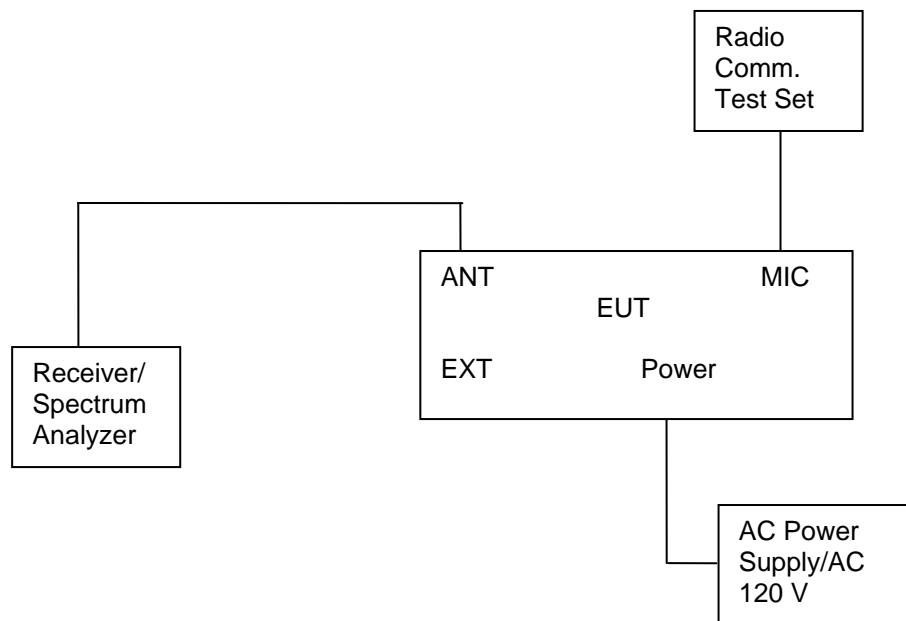 Radio
Comm.
Test Set
ANT
MIC
EUT
EXT
Power
Receiver/
Spectrum
Analyzer
AC Power
Supply/AC
120 V